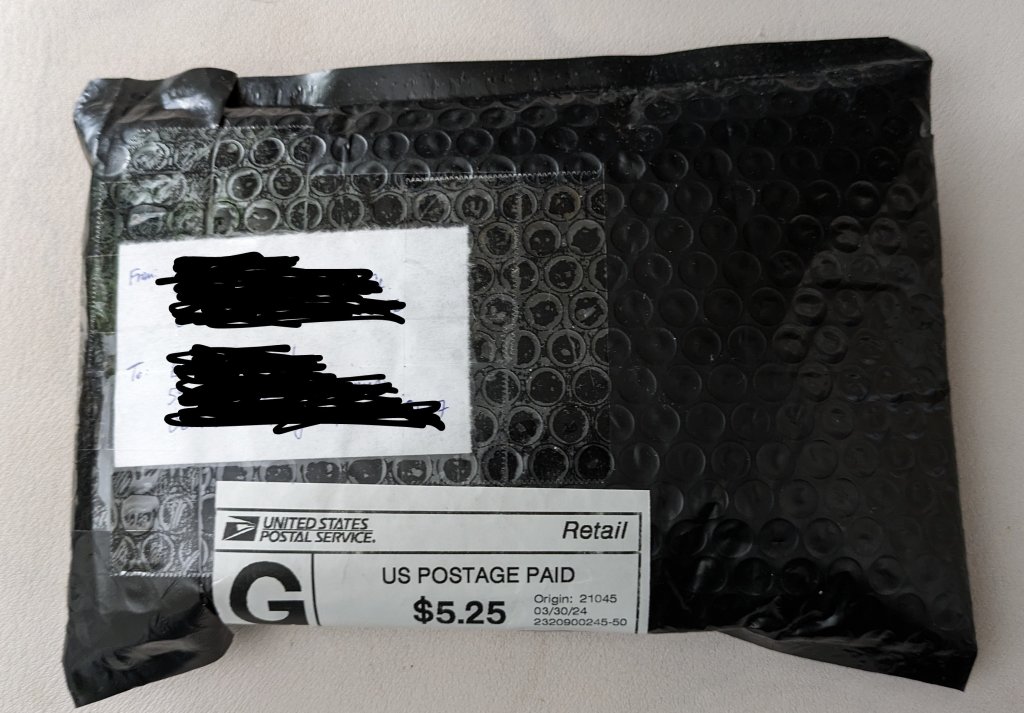 From:
To:
UNITED STATES
POSTAL SERVICE.
Retail
G
US POSTAGE PAID
$5.25
Origin: 21045
03/30/24
2320900245-50